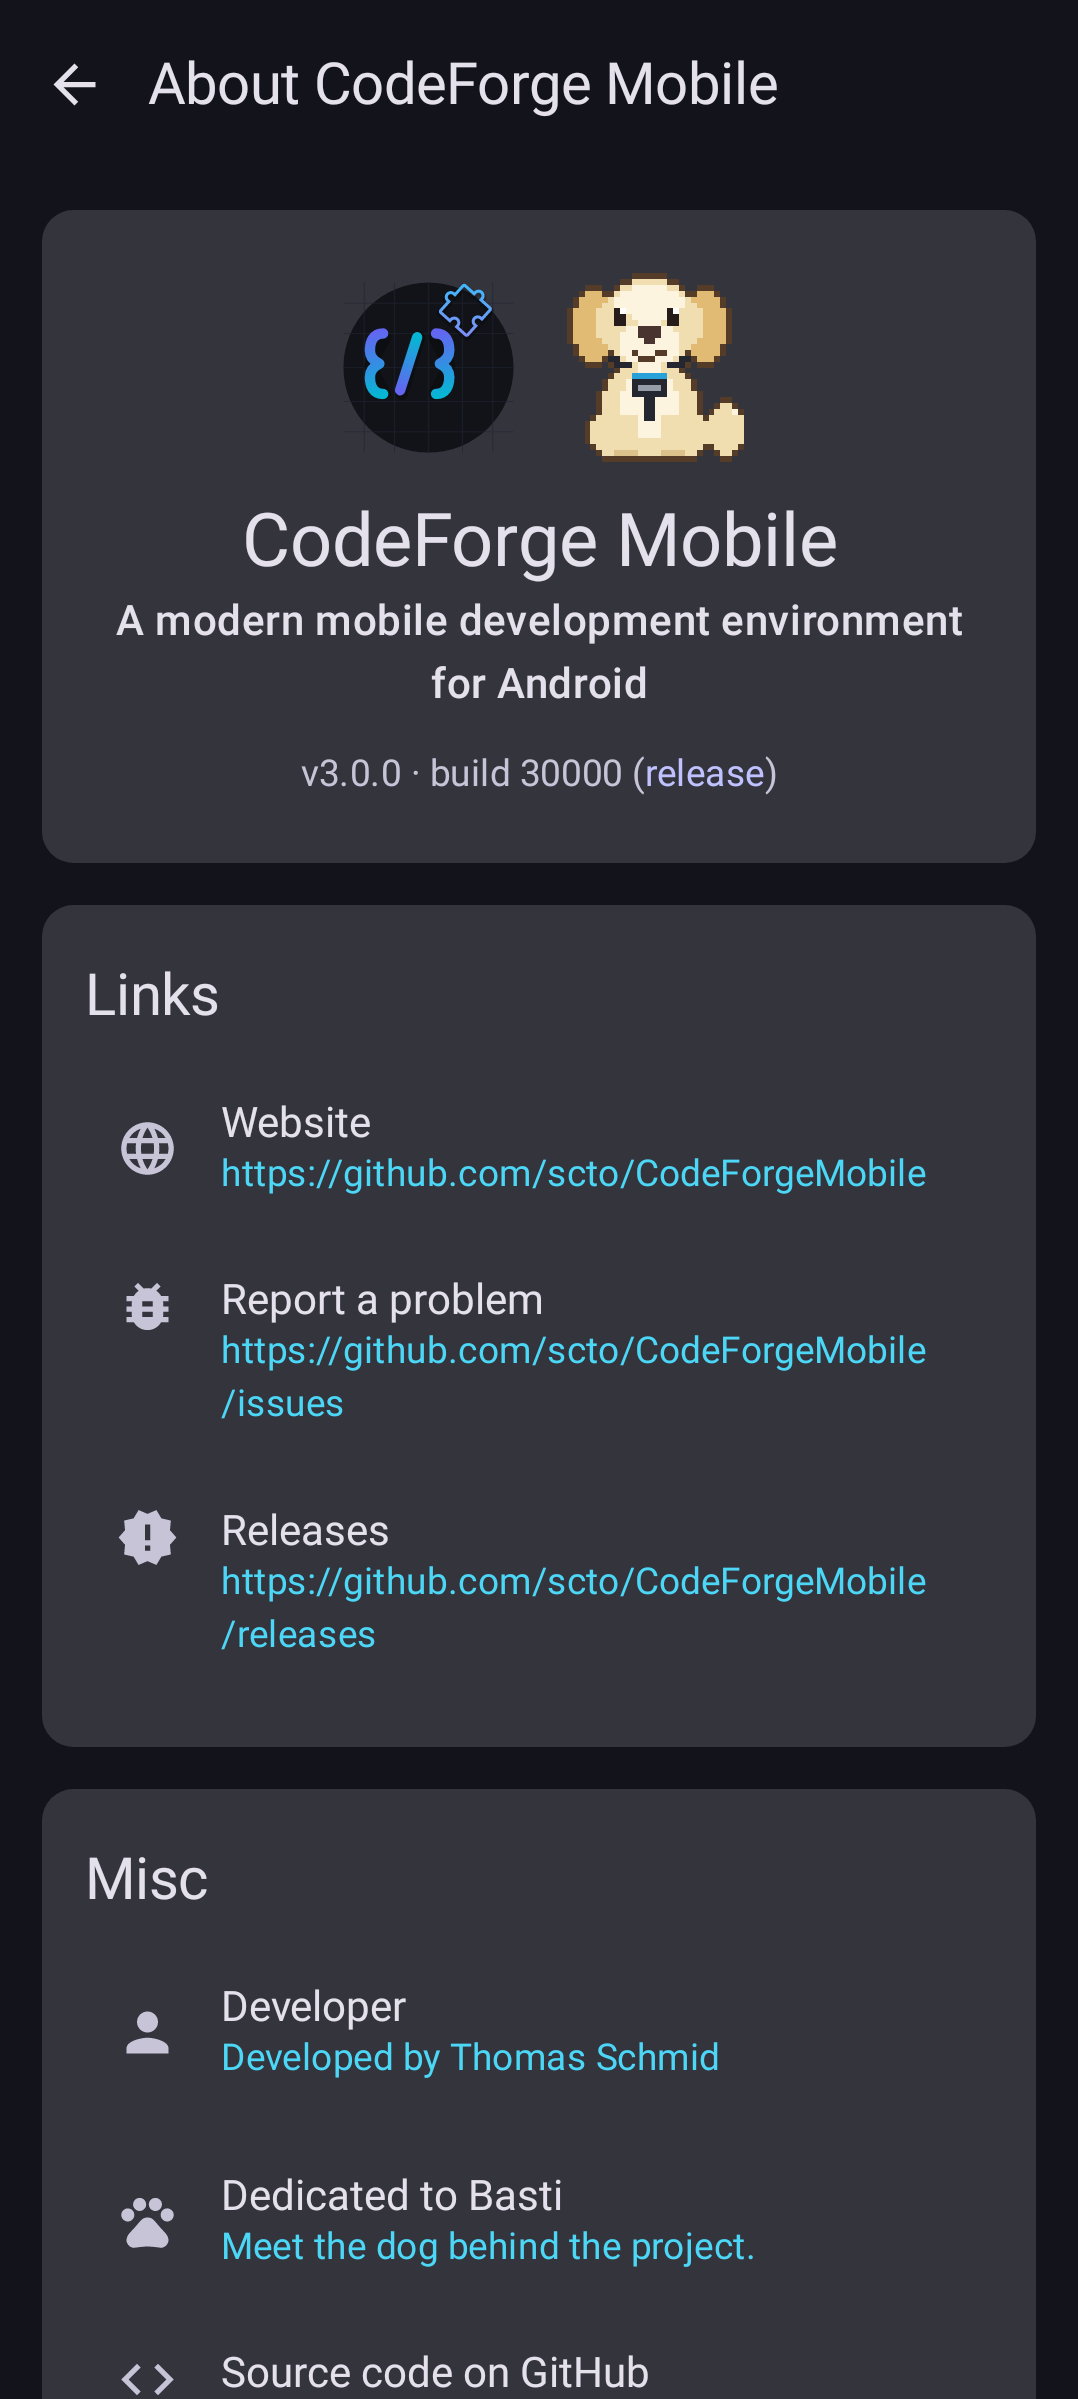 About CodeForge Mobile
{/}
CodeForge Mobile
A modern mobile development environment
for Android
v3.0.0 · build 30000 (release)
Links
Website
https://github.com/scto/CodeForgeMobile
Report a problem
https://github.com/scto/CodeForgeMobile
/issues
Releases
https://github.com/scto/CodeForgeMobile
/releases
Misc
Developer
Developed by Thomas Schmid
Dedicated to Basti
Meet the dog behind the project.
Source code on GitHub